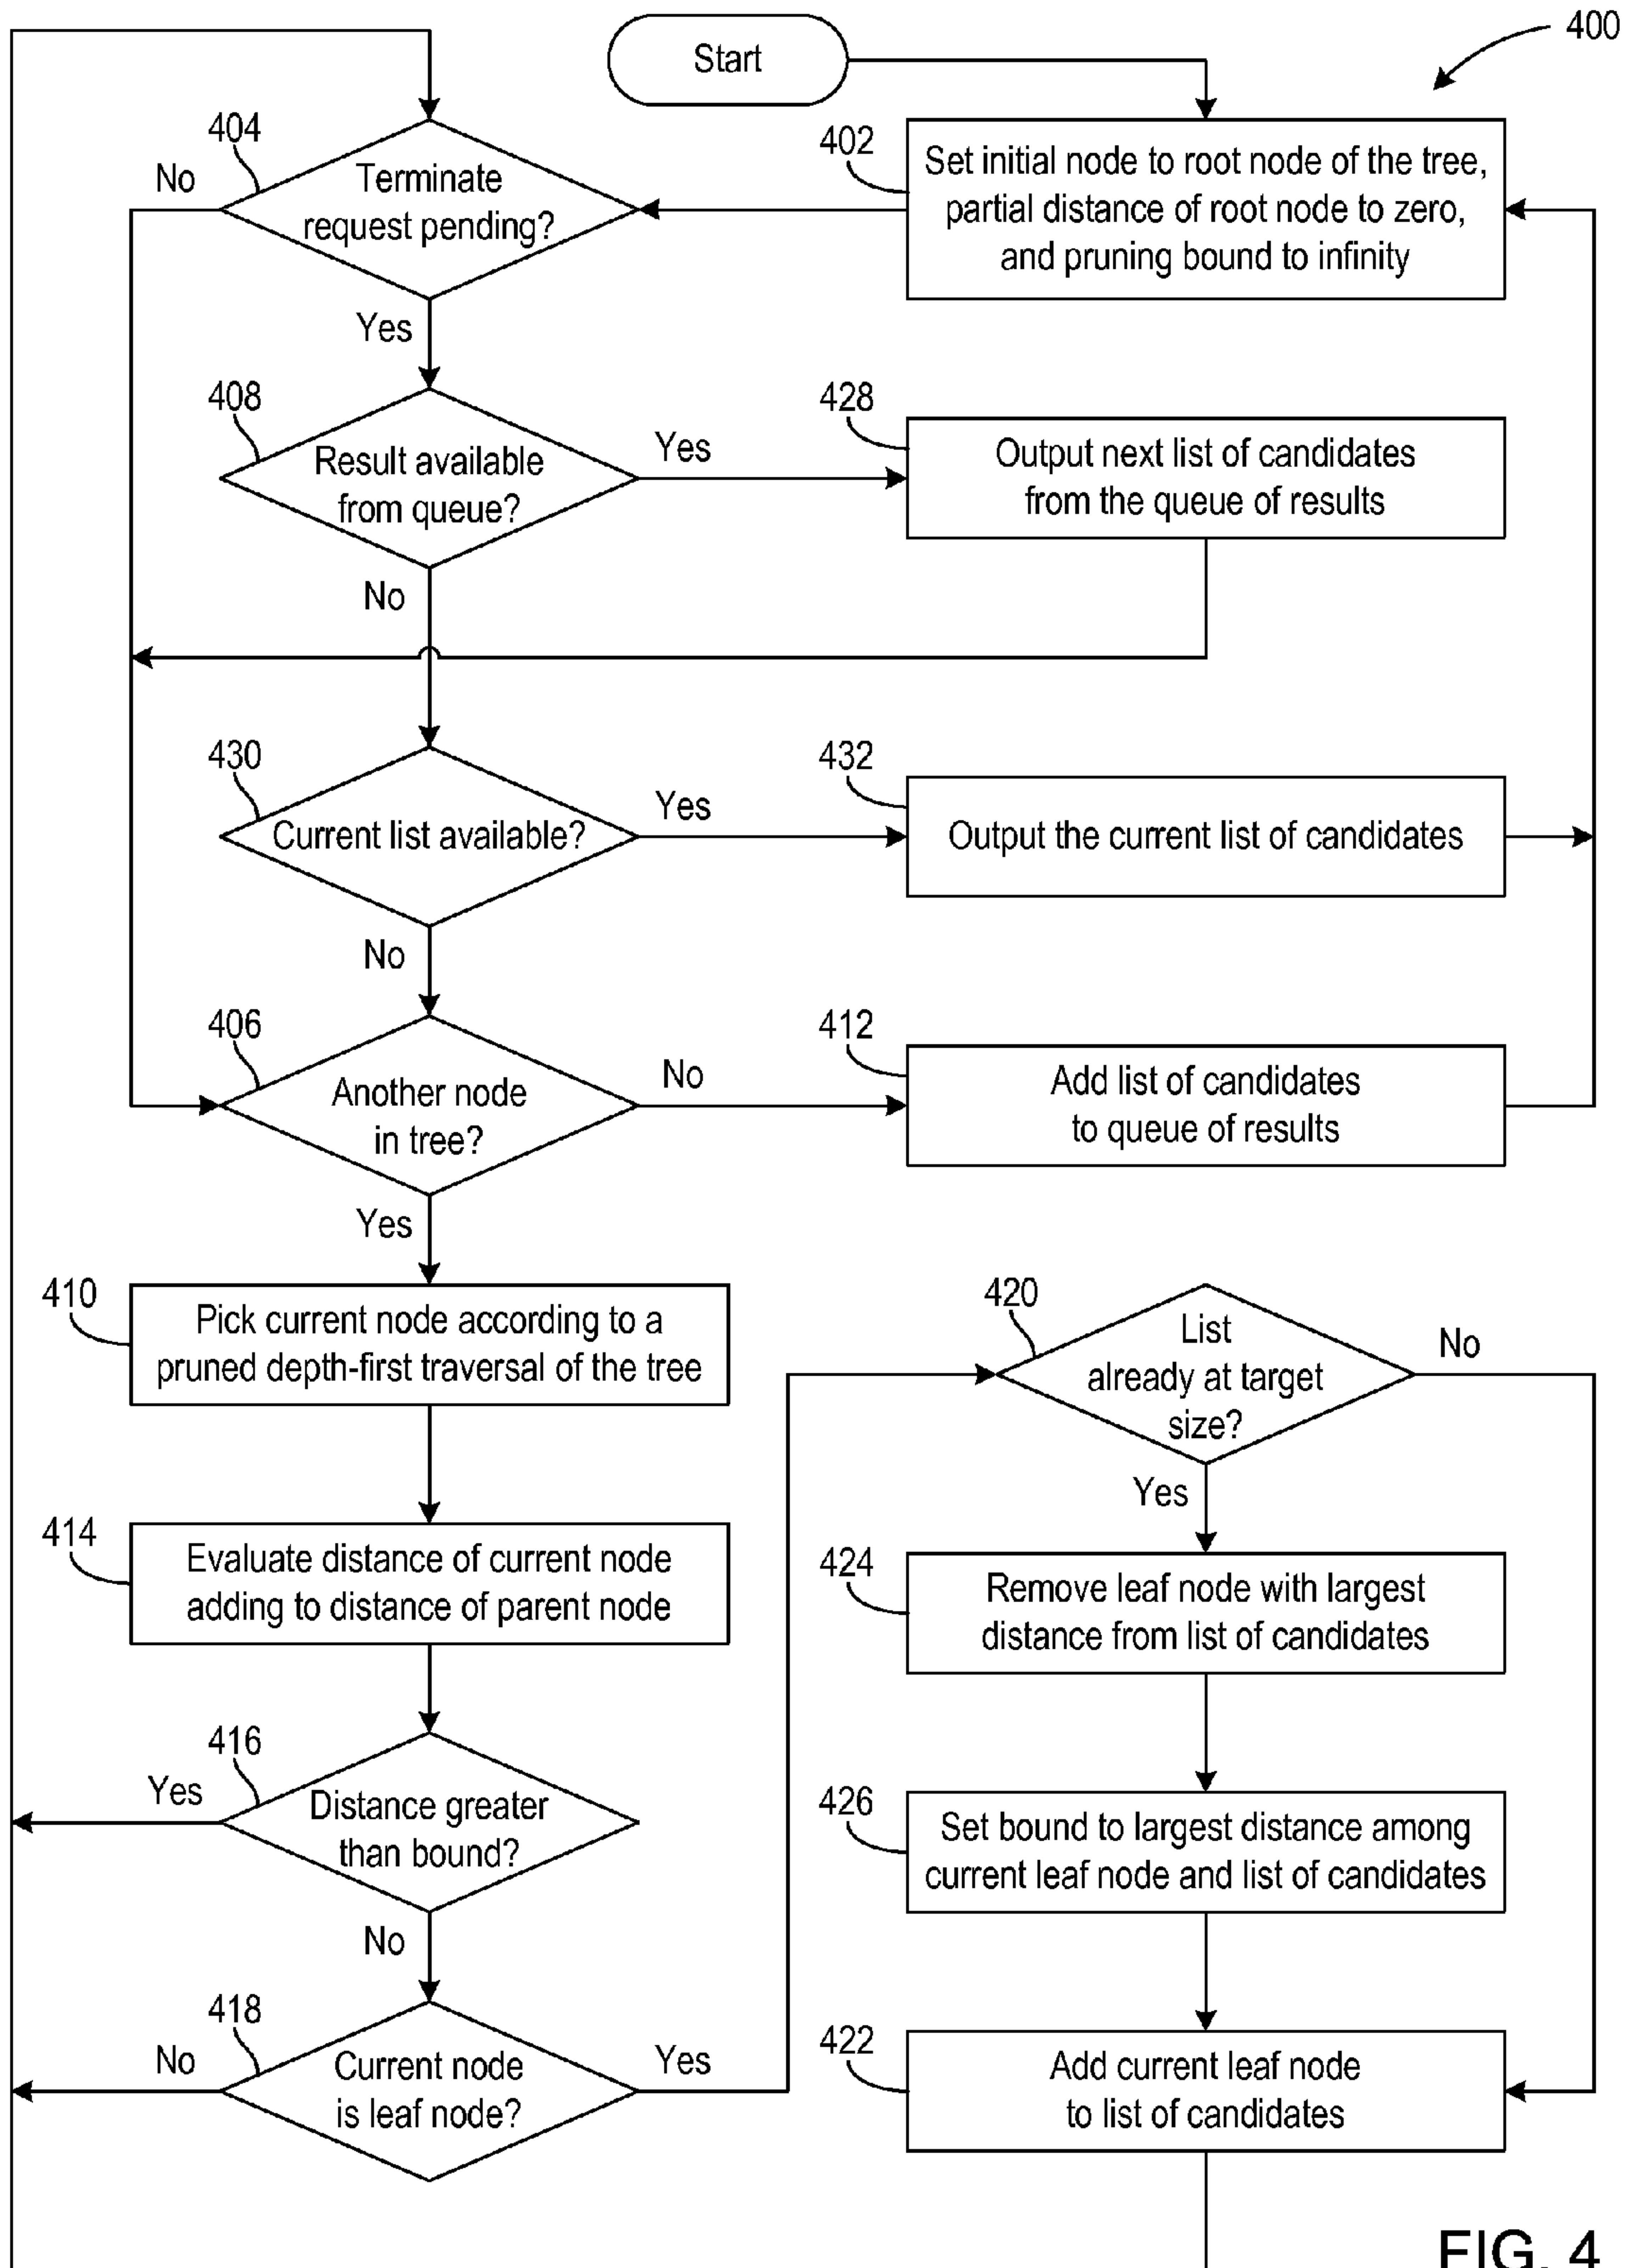 400
Start
404
No
Terminate
request pending?
Yes
402
Set initial node to root node of the tree,
partial distance of root node to zero,
and pruning bound to infinity
408
Result available
from queue?
Yes
No
428
Output next list of candidates
from the queue of results
430
Current list available?
Yes
No
432
Output the current list of candidates
406
Another node
in tree?
No
Yes
412
Add list of candidates
to queue of results
410
Pick current node according to a
pruned depth-first traversal of the tree
414
Evaluate distance of current node
adding to distance of parent node
416
Yes
Distance greater
than bound?
No
418
No
Current node
is leaf node?
Yes
420
List
already at target
size?
No
Yes
424
Remove leaf node with largest
distance from list of candidates
426
Set bound to largest distance among
current leaf node and list of candidates
422
Add current leaf node
to list of candidates
FIG. 4